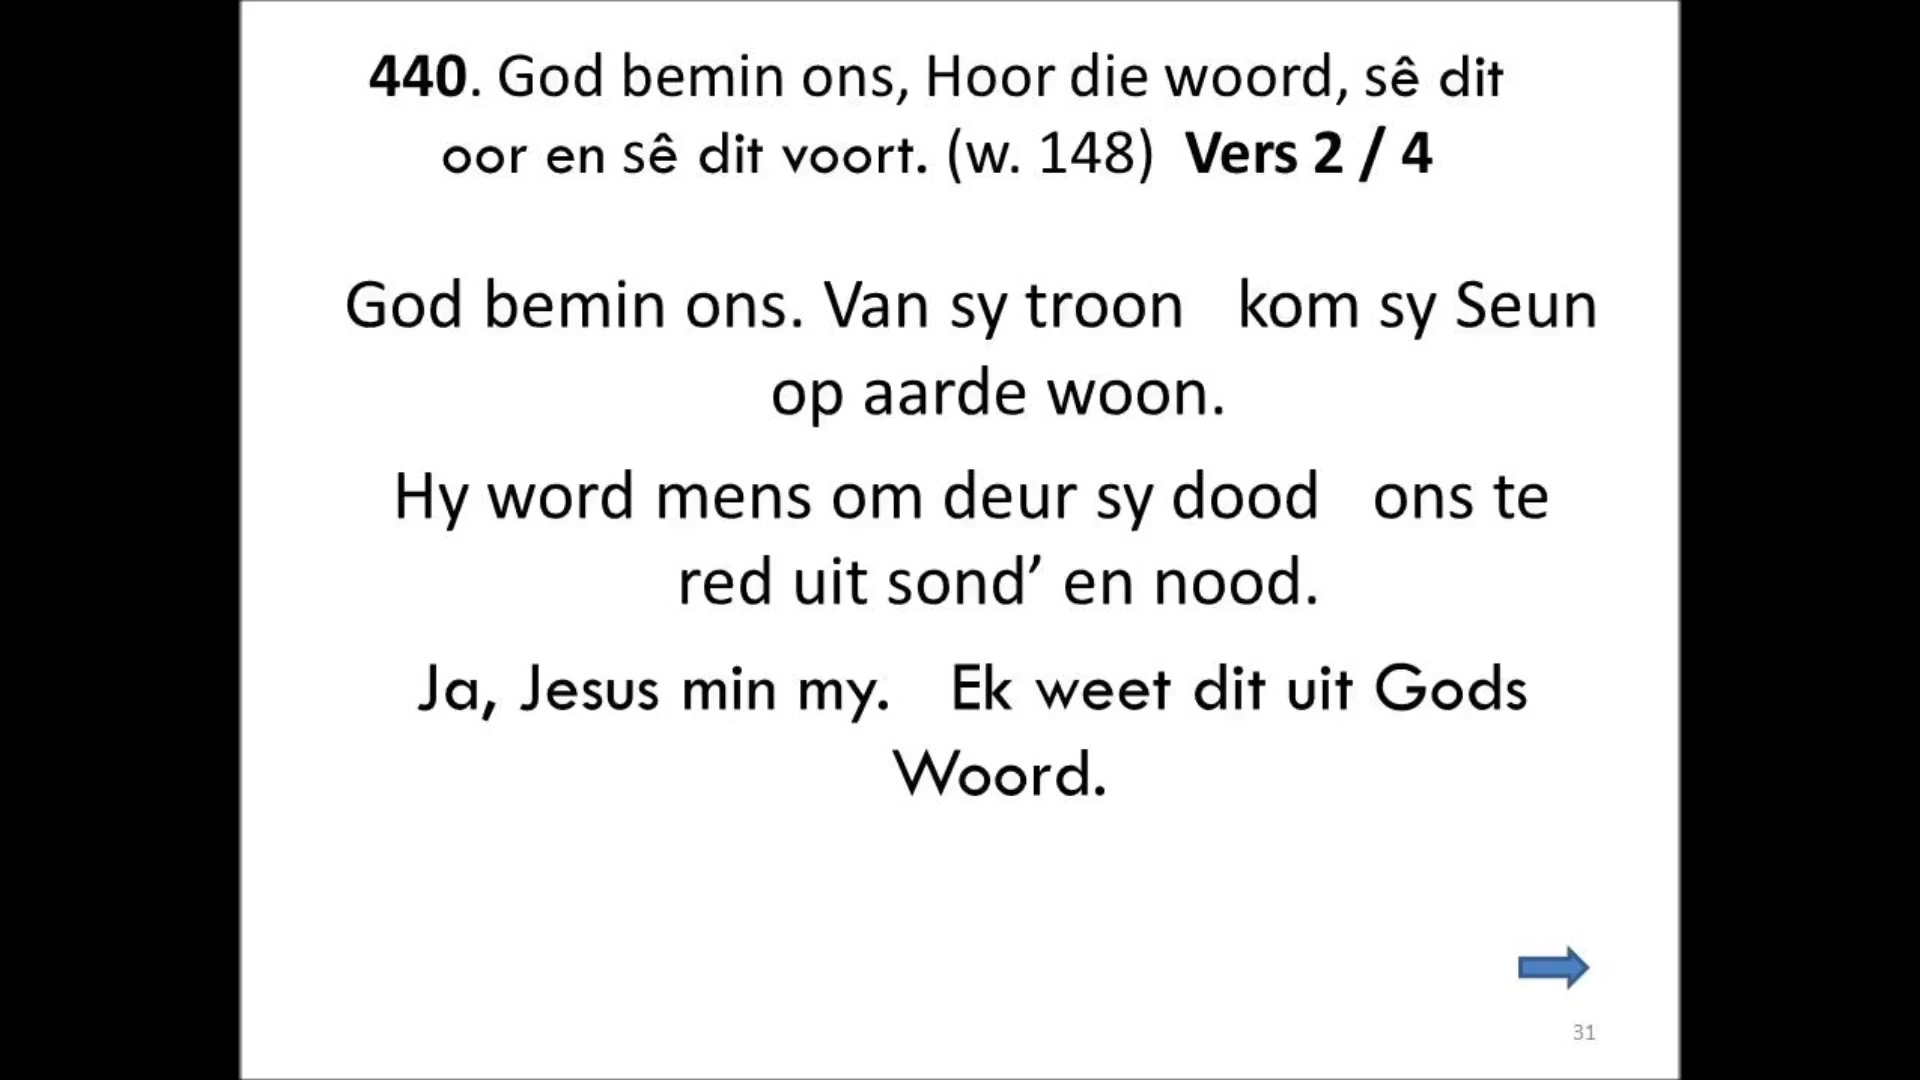 440. God bemin ons, Hoor die woord, sê dit
oor en sê dit voort. (w. 148) Vers 2 / 4
God bemin ons. Van sy troon kom sy Seun
op aarde woon.
Hy word mens om deur sy dood ons te
red uit sond’ en nood.
Ja, Jesus min my. Ek weet dit uit Gods
Woord.
31